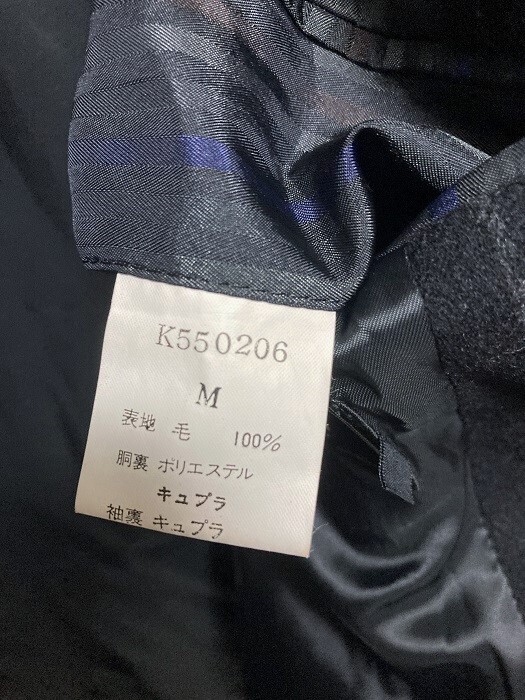 K550206
M
表地 毛 100%
胴裏 ポリエステル
キュプラ
袖裏 キュプラ